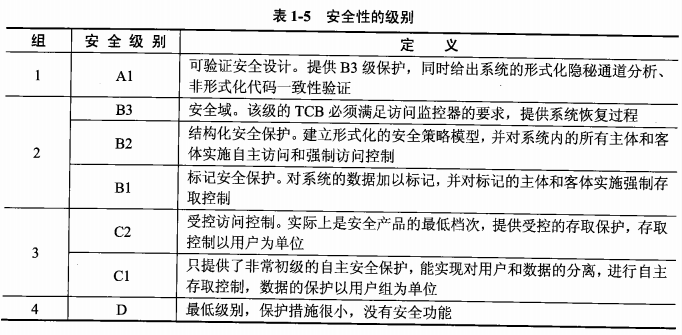 表1-5 安全性的级别
组 安全级别 定 义
1 A1 可验证安全设计。提供B3级保护，同时给出系统的形式化隐秘通道分析、
非形式化代码一致性验证
2 B3 安全域。该级的TCB必须满足访问监控器的要求，提供系统恢复过程
B2 结构化安全保护。建立形式化的安全策略模型，并对系统内的所有主体和客
体实施自主访问和强制访问控制
B1 标记安全保护。对系统的数据加以标记，并对标记的主体和客体实施强制存
取控制
3 C2 受控访问控制。实际上是安全产品的最低档次，提供受控的存取保护，存取
控制以用户为单位
C1 只提供了非常初级的自主安全保护，能实现对用户和数据的分离，进行自主
存取控制，数据的保护以用户组为单位
4 D 最低级别，保护措施很小，没有安全功能